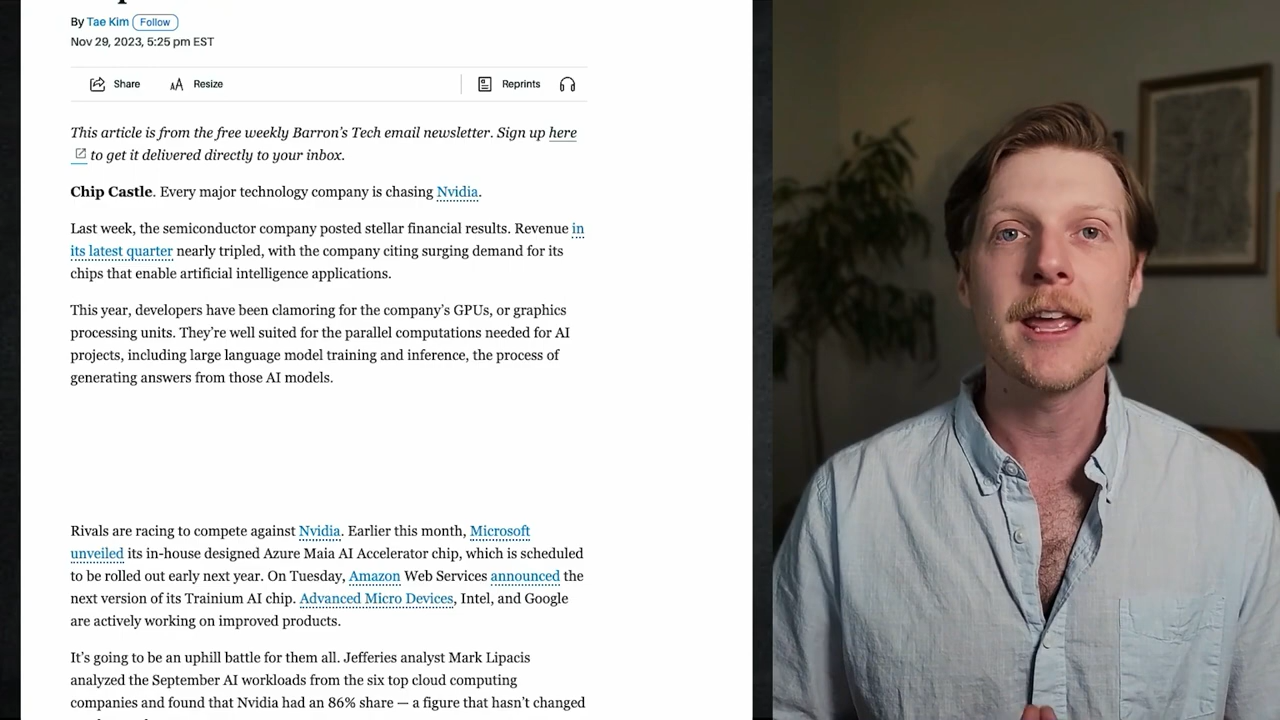 By Tae Kim Follow
Nov 29, 2023, 5:25 pm EST
Share Resize Reprints
This article is from the free weekly Barron’s Tech email newsletter. Sign up here
to get it delivered directly to your inbox.
Chip Castle. Every major technology company is chasing Nvidia.
Last week, the semiconductor company posted stellar financial results. Revenue in
its latest quarter nearly tripled, with the company citing surging demand for its
chips that enable artificial intelligence applications.
This year, developers have been clamoring for the company’s GPUs, or graphics
processing units. They’re well suited for the parallel computations needed for AI
projects, including large language model training and inference, the process of
generating answers from those AI models.
Rivals are racing to compete against Nvidia. Earlier this month, Microsoft
unveiled its in-house designed Azure Maia AI Accelerator chip, which is scheduled
to be rolled out early next year. On Tuesday, Amazon Web Services announced the
next version of its Trainium AI chip. Advanced Micro Devices, Intel, and Google
are actively working on improved products.
It’s going to be an uphill battle for them all. Jefferies analyst Mark Lipacis
analyzed the September AI workloads from the six top cloud computing
companies and found that Nvidia had an 86% share — a figure that hasn’t changed